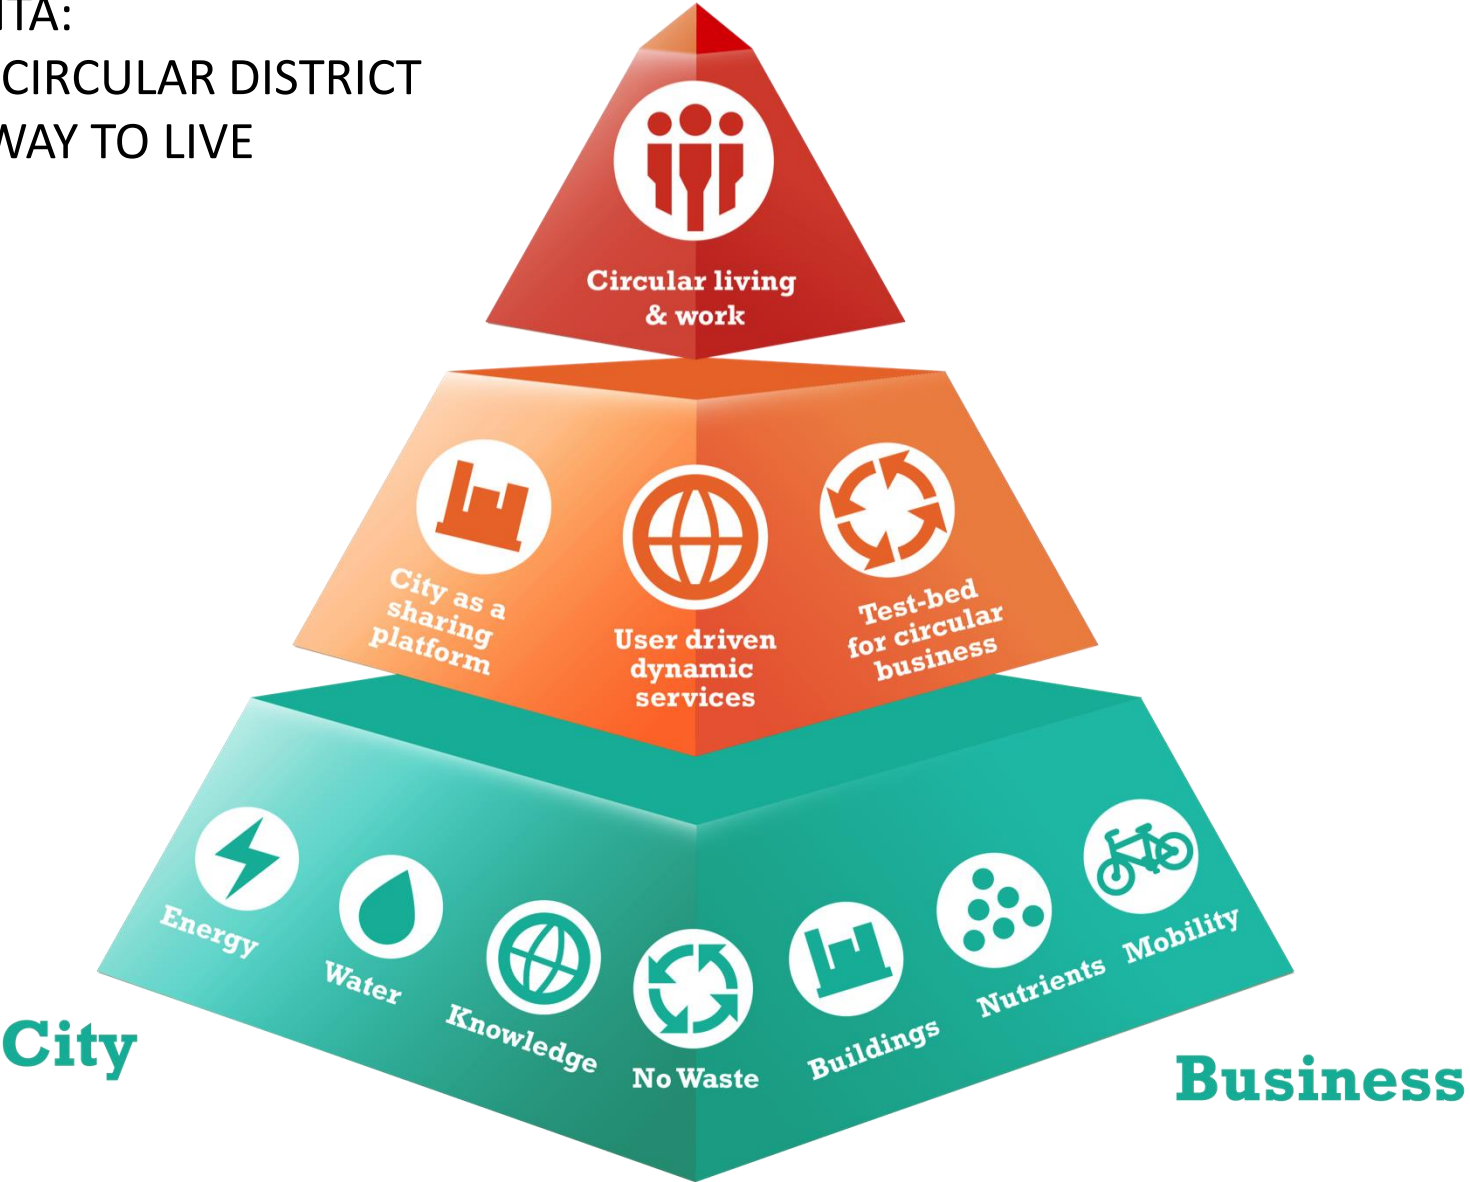 CIRCULAR DISTRICT
WAY TO LIVE
Circular living
& work
City as a
sharing
platform
User driven
dynamic
services
Test-bed
for circular
business
Energy
Water
Knowledge
No Waste
Buildings
Nutrients
Mobility
City
Business